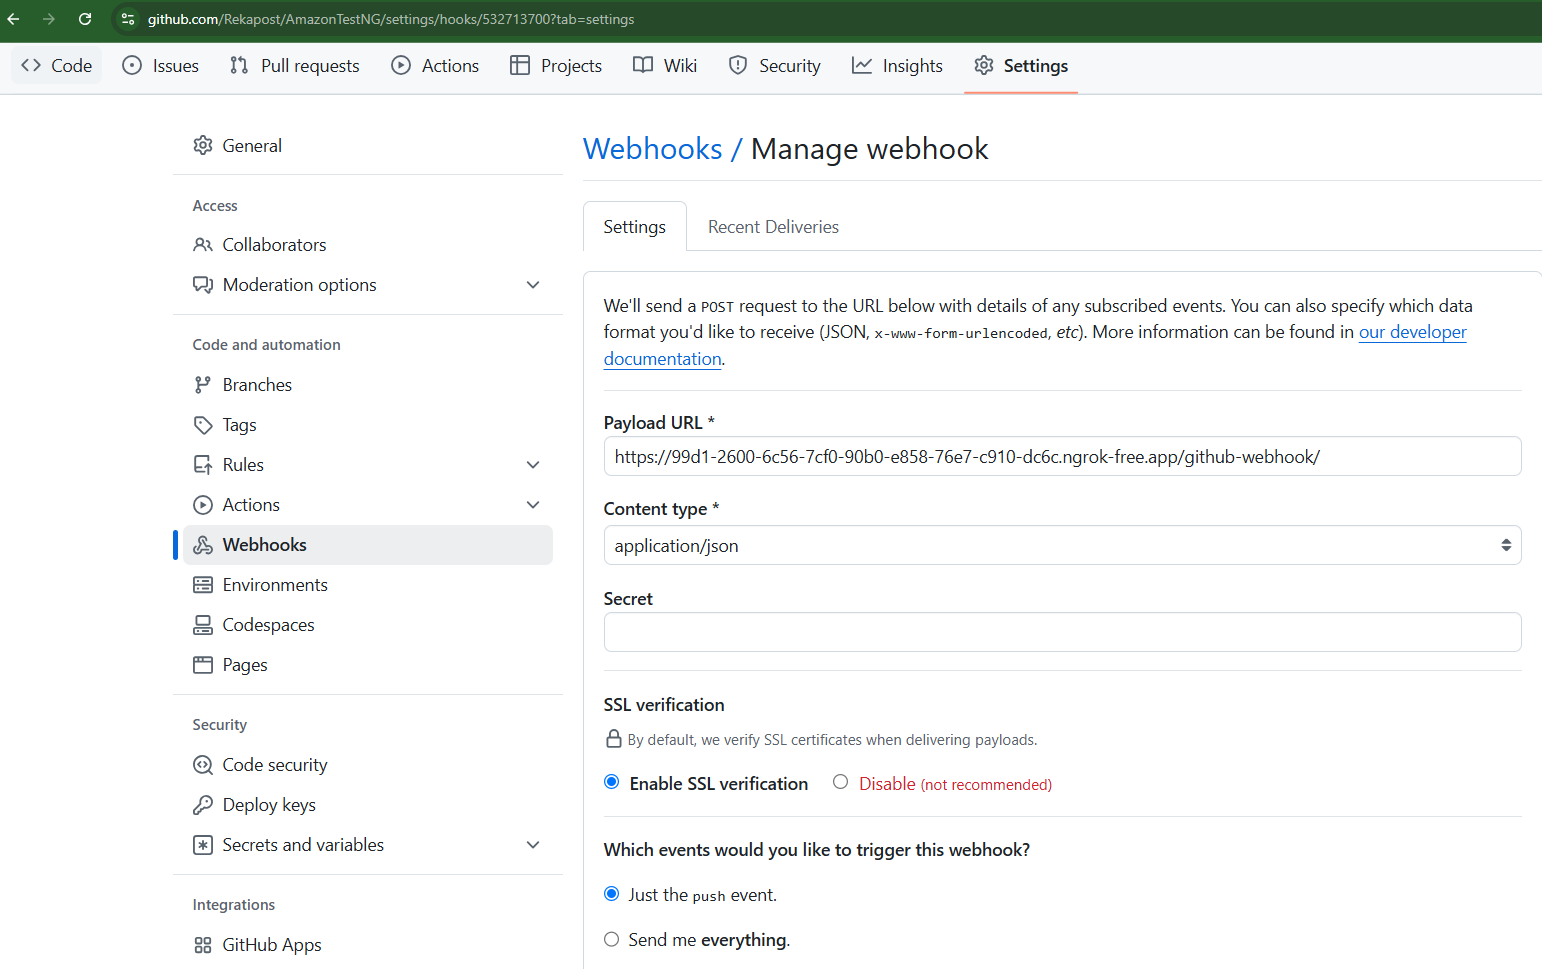 github.com/Rekapost/AmazonTestNG/settings/hooks/532713700?tab=settings
Code Issues Pull requests Actions Projects Wiki Security Insights Settings
General
Access
Collaborators
Moderation options
Code and automation
Branches
Tags
Rules
Actions
Webhooks
Environments
Codespaces
Pages
Security
Code security
Deploy keys
Secrets and variables
Integrations
GitHub Apps
Webhooks / Manage webhook
Settings Recent Deliveries
We'll send a POST request to the URL below with details of any subscribed events. You can also specify which data
format you'd like to receive (JSON, x-www-form-urlencoded, etc). More information can be found in our developer
documentation.
Payload URL *
https://99d1-2600-6c56-7cf0-90b0-e858-76e7-c910-dc6c.ngrok-free.app/github-webhook/
Content type *
application/json
Secret
SSL verification
By default, we verify SSL certificates when delivering payloads.
Enable SSL verification Disable (not recommended)
Which events would you like to trigger this webhook?
Just the push event.
Send me everything.